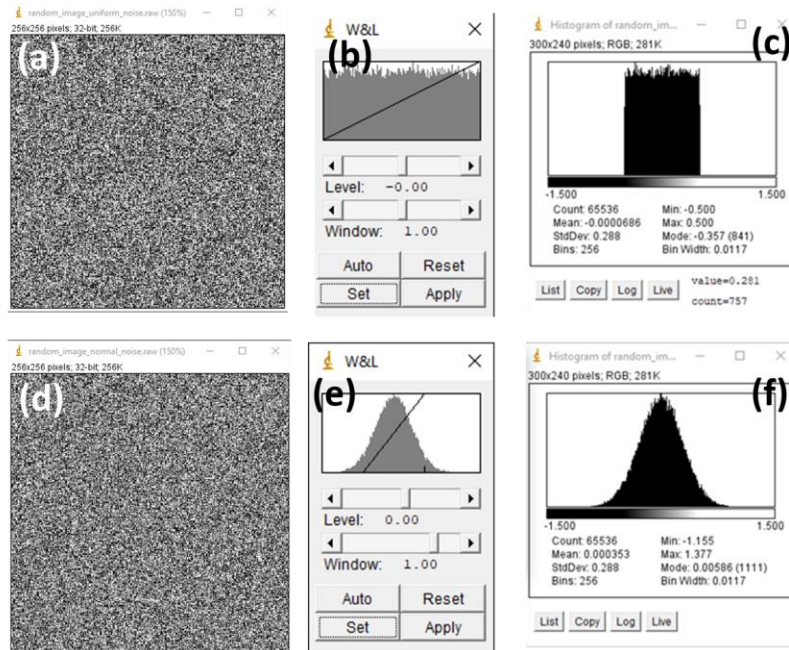 random_image_uniform_noise.raw (150%)
256x256 pixels; 32-bit; 256K
(a)
W&L
(b)
Level: -0.00
Window: 1.00
Auto Reset
Set Apply
Histogram of random_im...
300x240 pixels; RGB; 281K
(c)
-1.500 1.500
Count: 65536 Min: -0.500
Mean: -0.0000686 Max: 0.500
StdDev: 0.288 Mode: -0.357 (841)
Bins: 256 Bin Width: 0.0117
List Copy Log Live value=0.281
count=757
random_image_normal_noise.raw (150%)
256x256 pixels; 32-bit; 256K
(d)
W&L
(e)
Level: 0.00
Window: 1.00
Auto Reset
Set Apply
Histogram of random_im...
300x240 pixels; RGB; 281K
(f)
-1.500 1.500
Count: 65536 Min: -1.155
Mean: 0.000353 Max: 1.377
StdDev: 0.288 Mode: 0.00586 (1111)
Bins: 256 Bin Width: 0.0117
List Copy Log Live